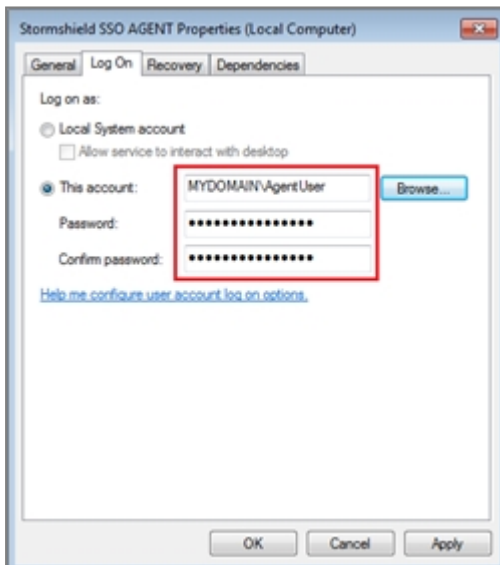 Stormshield SSO AGENT Properties (Local Computer)
General Log On Recovery Dependencies
Log on as:
Local System account
Allow service to interact with desktop
This account: MYDOMAIN\AgentUser Browse...
Password: •••••••••••••••
Confirm password: •••••••••••••••
Help me configure user account log on options.
OK Cancel Apply